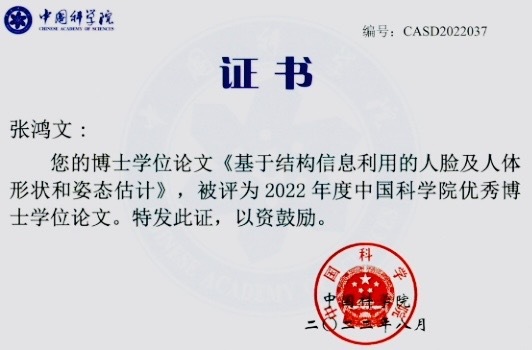 中国科学院
CHINESE ACADEMY OF SCIENCES
编号：CASD2022037
证书
张鸿文：
您的博士学位论文《基于结构信息利用的人脸及人体
形状和姿态估计》，被评为 2022 年度中国科学院优秀博
士学位论文。特发此证，以资鼓励。
中国科学院
中国科学院
二〇二三年八月